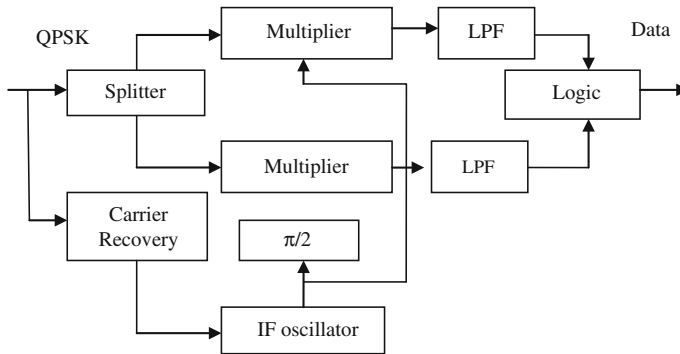 QPSK
Multiplier
LPF
Data
Splitter
Logic
Multiplier
LPF
Carrier
Recovery
π/2
IF oscillator